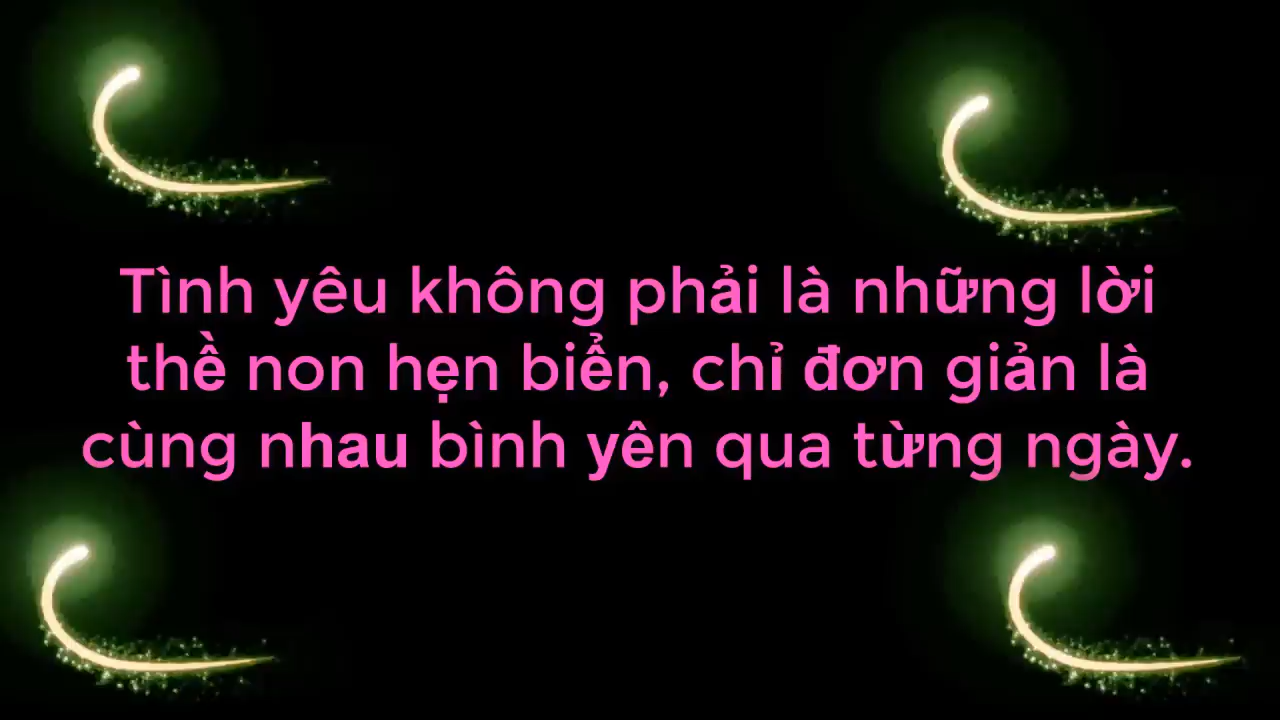 Tình yêu không phải là những lời
thề non hẹn biển, chỉ đơn giản là
cùng nhau bình yên qua từng ngày.